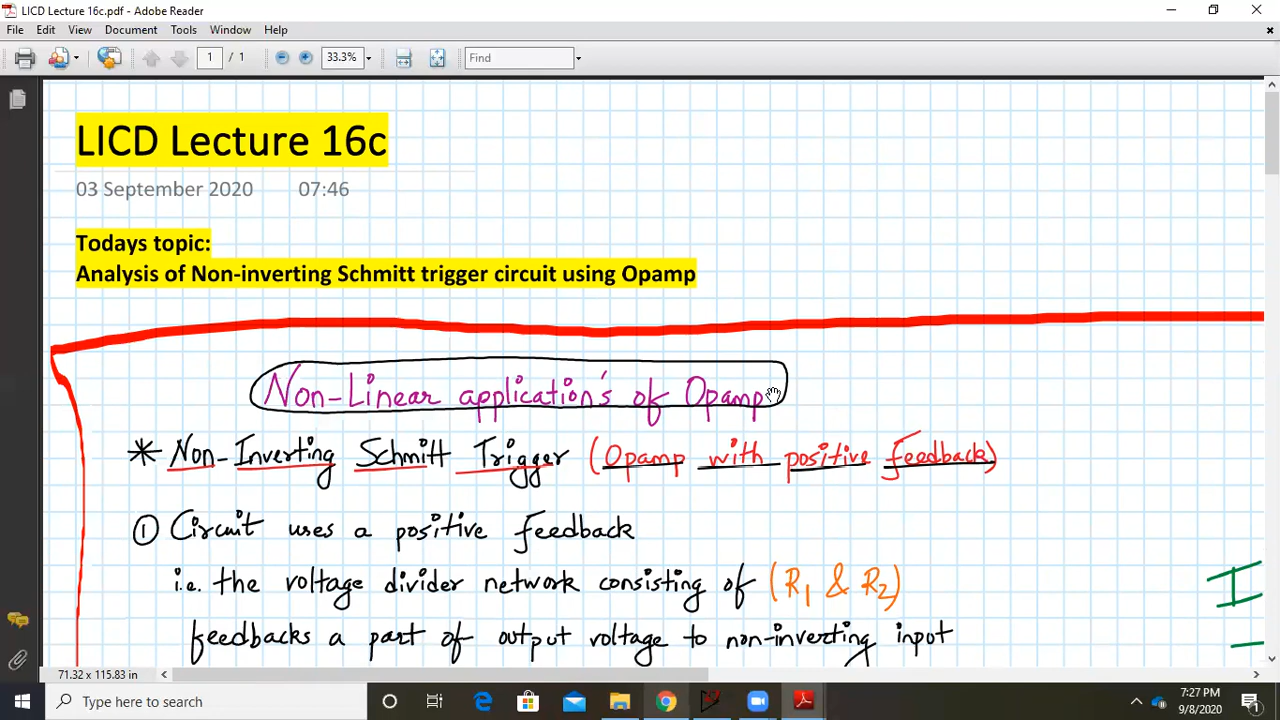 LICD Lecture 16c.pdf - Adobe Reader
File Edit View Document Tools Window Help
1 / 1 33.3% Find
LICD Lecture 16c
03 September 2020 07:46
Todays topic:
Analysis of Non-inverting Schmitt trigger circuit using Opamp
Non-Linear application's of Opamp
* Non-Inverting Schmitt Trigger (Opamp with positive feedback)
① Circuit uses a positive feedback
i.e. the voltage divider network consisting of (R1 & R2)
feedbacks a part of output voltage to non-inverting input
I
71.32 x 115.83 in
Type here to search
7:27 PM
9/8/2020
1